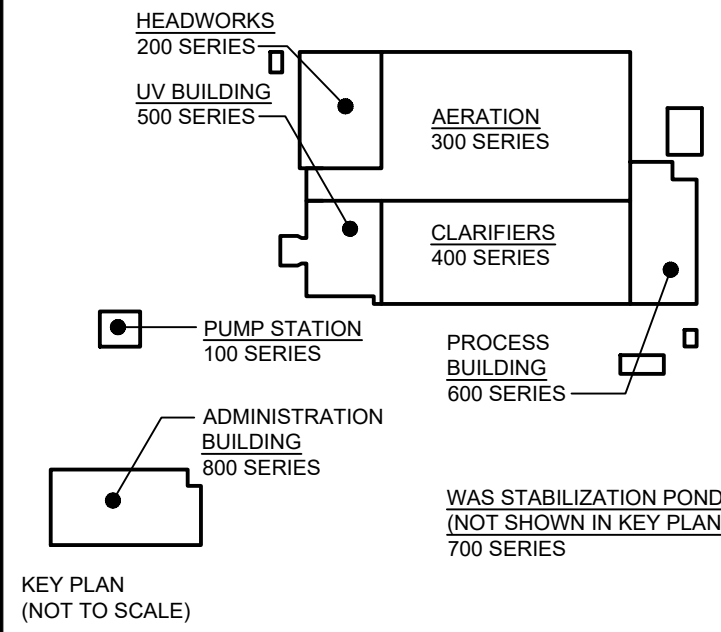 HEADWORKS
200 SERIES
UV BUILDING
500 SERIES
AERATION
300 SERIES
CLARIFIERS
400 SERIES
PUMP STATION
100 SERIES
PROCESS
BUILDING
600 SERIES
ADMINISTRATION
BUILDING
800 SERIES
WAS STABILIZATION POND
(NOT SHOWN IN KEY PLAN
700 SERIES
KEY PLAN
(NOT TO SCALE)